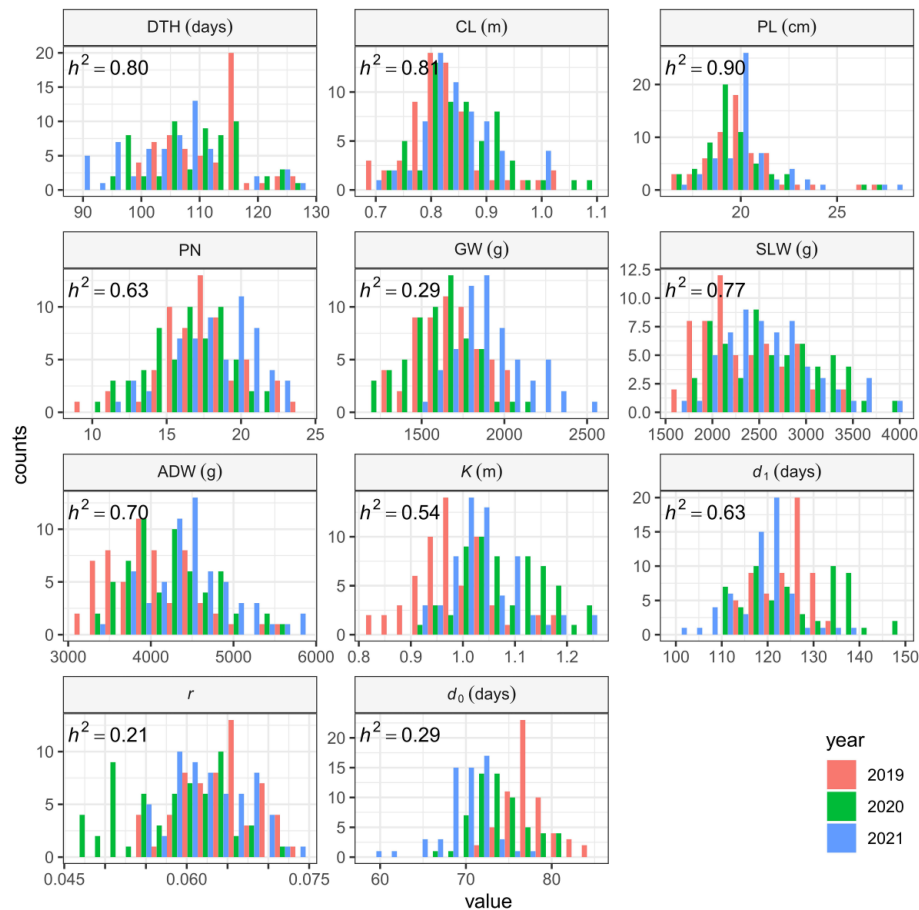 DTH (days) CL (m) PL (cm)
h² = 0.80 h² = 0.81 h² = 0.90
20 15 10 5 0
10 5 0
20 10 0
90 100 110 120 130
0.7 0.8 0.9 1.0 1.1
20 25
PN GW (g) SLW (g)
h² = 0.63 h² = 0.29 h² = 0.77
10 5 0
10 5 0
12.5 10.0 7.5 5.0 2.5 0.0
10 15 20 25
1500 2000 2500
1500 2000 2500 3000 3500 4000
counts
ADW (g) K (m) d₁ (days)
h² = 0.70 h² = 0.54 h² = 0.63
10 5 0
10 5 0
20 15 10 5 0
3000 4000 5000 6000
0.8 0.9 1.0 1.1 1.2
100 110 120 130 140 150
r d₀ (days)
h² = 0.21 h² = 0.29
10 5 0
20 15 10 5 0
0.045 0.060 0.075
60 70 80
value
year
2019
2020
2021